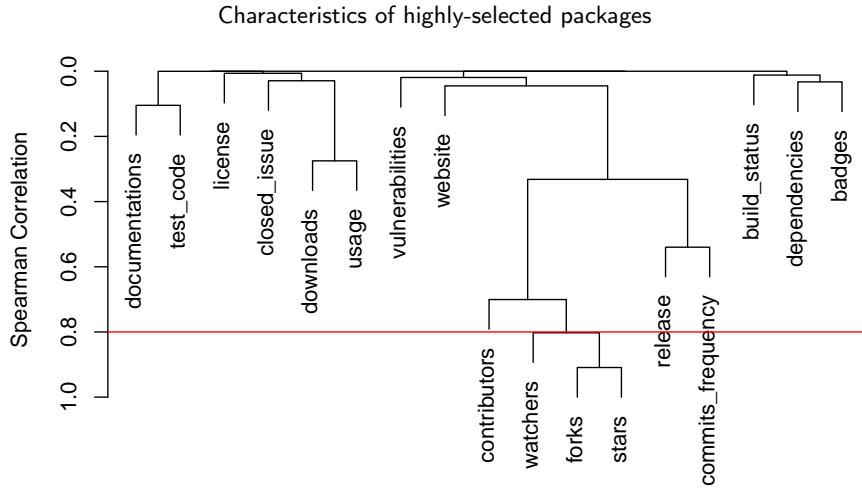 Characteristics of highly-selected packages
Spearman Correlation
0.0
0.2
0.4
0.6
0.8
1.0
documentations
test_code
license
closed_issue
downloads
usage
vulnerabilities
website
contributors
watchers
forks
stars
release
commits_frequency
build_status
dependencies
badges